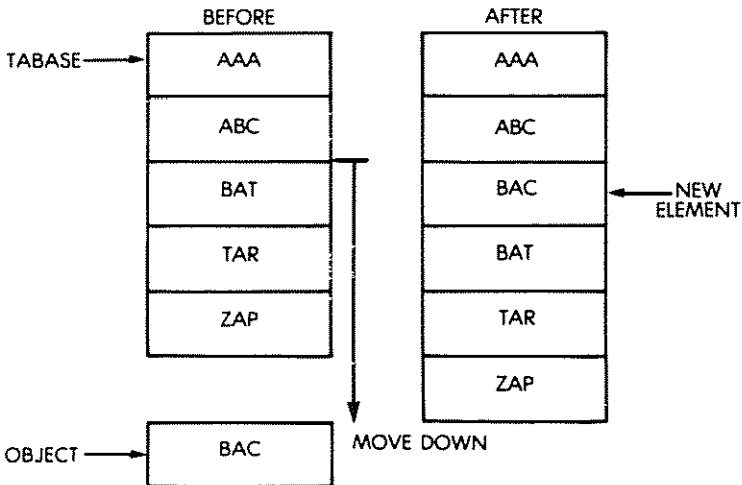 BEFORE
TABASE
AAA
ABC
BAT
TAR
ZAP
OBJECT
BAC
MOVE DOWN
AFTER
AAA
ABC
BAC
NEW
ELEMENT
BAT
TAR
ZAP